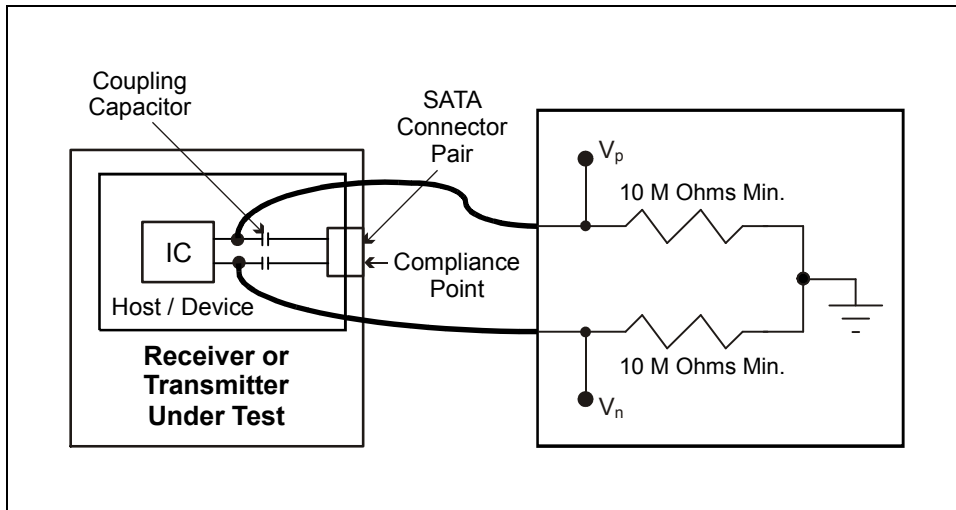 Coupling
Capacitor
SATA
Connector
Pair
Vp
10 M Ohms Min.
IC
Compliance
Point
Host / Device
Receiver or
Transmitter
Under Test
10 M Ohms Min.
Vn